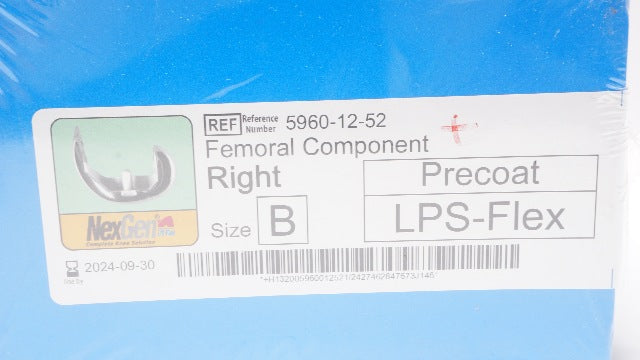 REF Reference Number 5960-12-52
Femoral Component
Right
Precoat
Size B
LPS-Flex
NexGen
Complete Knee Solution
Use By
2024-09-30